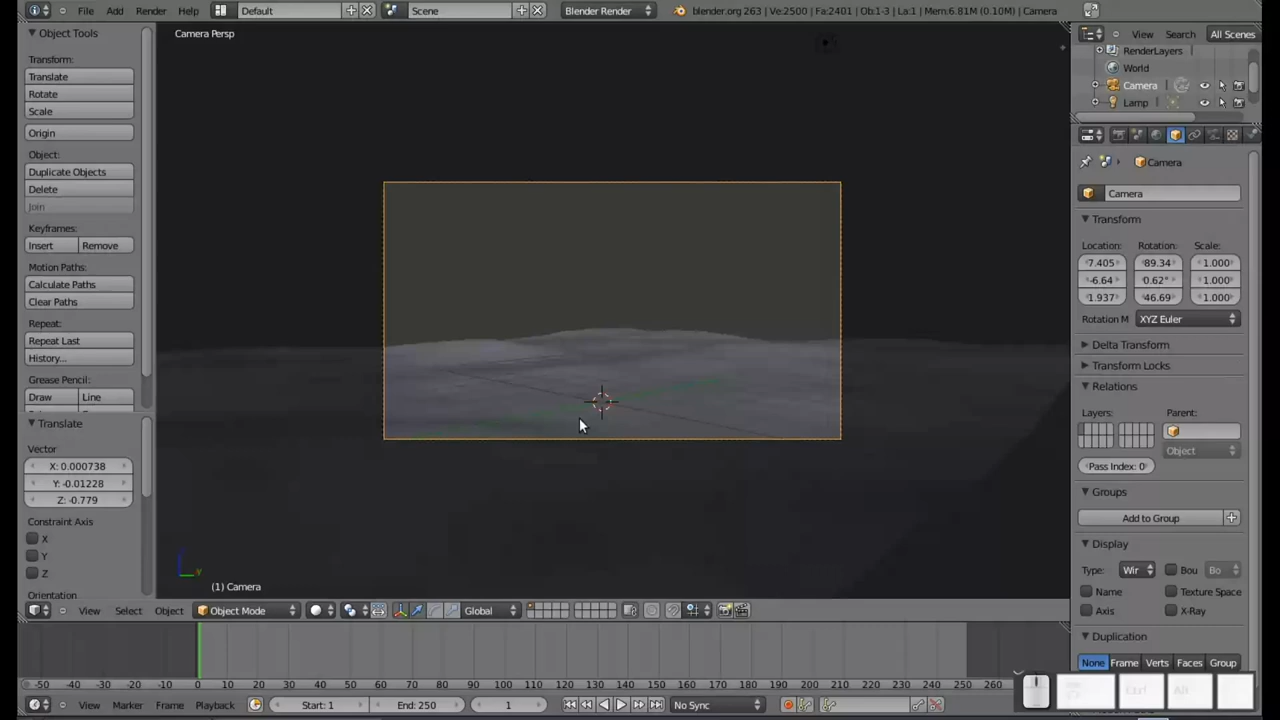 File Add Render Help Default Scene Blender Render blender.org 263 | Ve:2500 | Fa:2401 | Ob:1-3 | La:1 | Mem:6.81M (0.10M) | Camera
Object Tools
Transform:
Translate
Rotate
Scale
Origin
Object:
Duplicate Objects
Delete
Join
Keyframes:
Insert Remove
Motion Paths:
Calculate Paths
Clear Paths
Repeat:
Repeat Last
History...
Grease Pencil:
Draw Line
Translate
Vector
X: 0.000738
Y: -0.01228
Z: -0.779
Constraint Axis
X
Y
Z
Orientation
Camera Persp
y
(1) Camera
View Search All Scenes
RenderLayers
World
Camera
Lamp
Camera
Camera
Transform
Location: Rotation: Scale:
7.405 89.34 1.000
-6.64 0.62° 1.000
1.937 46.69 1.000
Rotation M XYZ Euler
Delta Transform
Transform Locks
Relations
Layers: Parent:
Object
Pass Index: 0
Groups
Add to Group
Display
Type: Wir Bou Bo
Name Texture Space
Axis X-Ray
Duplication
None Frame Verts Faces Group
View Select Object Object Mode Global
-50 -40 -30 -20 -10 0 10 20 30 40 50 60 70 80 90 100 110 120 130 140 150 160 170 180 190 200 210 220 230 240 250 260
View Marker Frame Playback Start: 1 End: 250 1 No Sync
Ctrl Alt